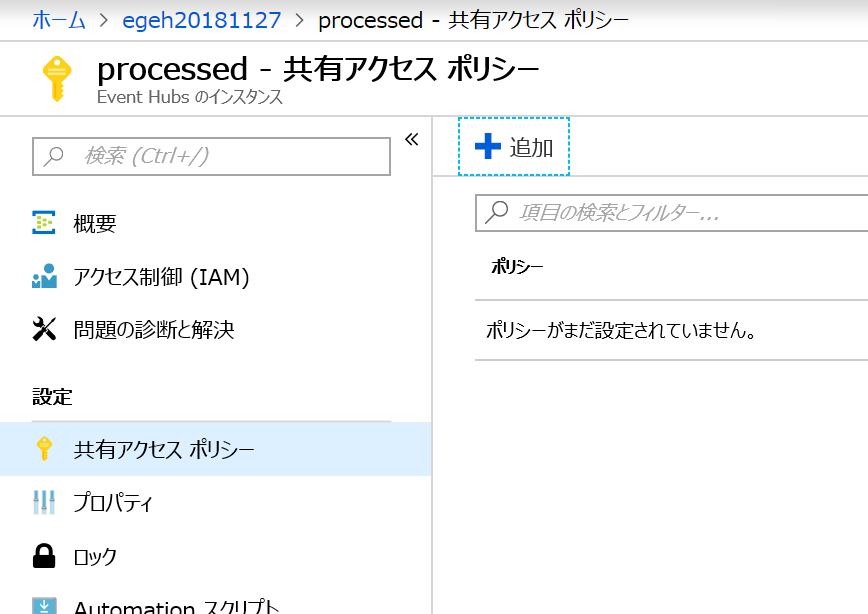 ホーム > egeh20181127 > processed - 共有アクセス ポリシー
processed - 共有アクセス ポリシー
Event Hubs のインスタンス
検索 (Ctrl+/)
概要
アクセス制御 (IAM)
問題の診断と解決
設定
共有アクセス ポリシー
プロパティ
ロック
Automation スクリプト
追加
項目の検索とフィルター...
ポリシー
ポリシーがまだ設定されていません。